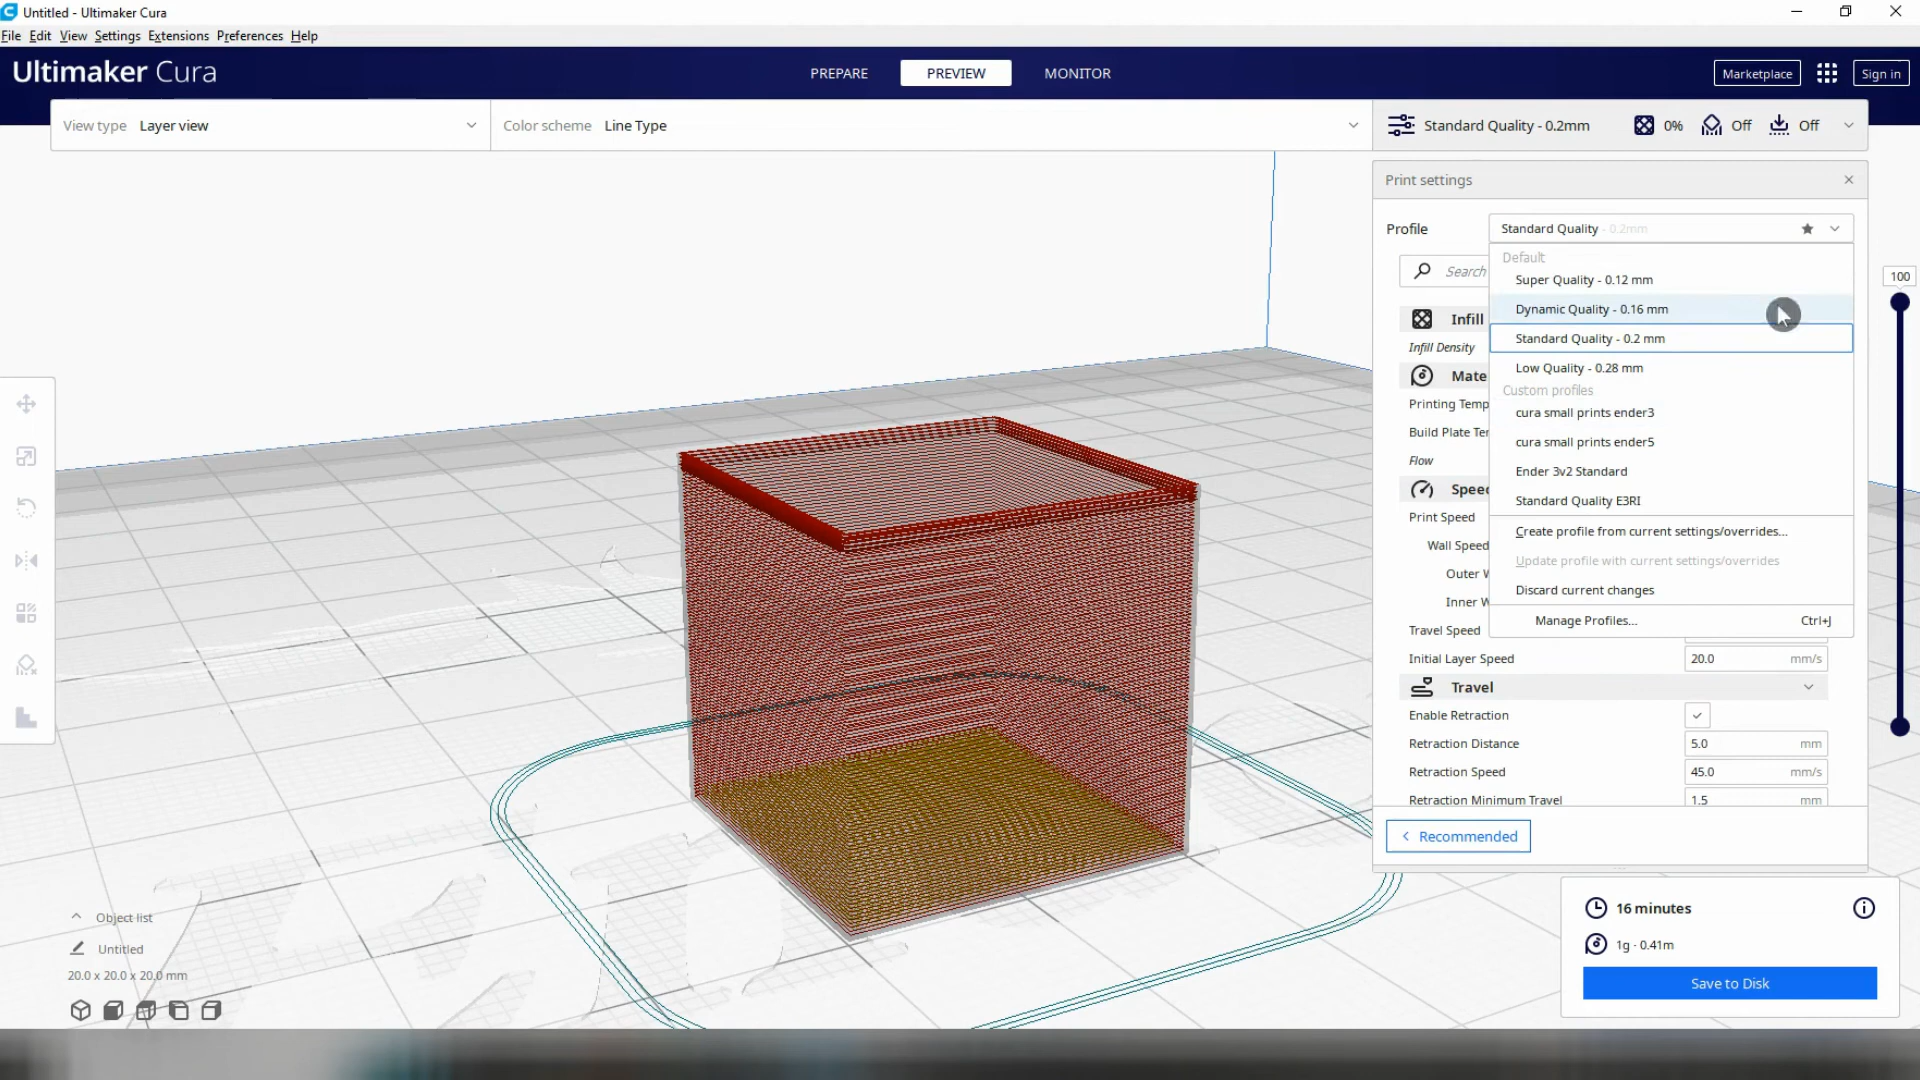 Untitled - Ultimaker Cura
File Edit View Settings Extensions Preferences Help
Ultimaker Cura
PREPARE PREVIEW MONITOR
Marketplace Sign in
View type Layer view
Color scheme Line Type
Standard Quality - 0.2mm 0% Off Off
Print settings
Profile Standard Quality - 0.2mm
Search
Default
Super Quality - 0.12 mm
Dynamic Quality - 0.16 mm
Standard Quality - 0.2 mm
Low Quality - 0.28 mm
Custom profiles
cura small prints ender3
cura small prints ender5
Ender 3v2 Standard
Standard Quality E3RI
Create profile from current settings/overrides...
Update profile with current settings/overrides
Discard current changes
Manage Profiles... Ctrl+J
100
Infill
Infill Density
Mate
Printing Temp
Build Plate Te
Flow
Spee
Print Speed
Wall Speed
Outer W
Inner W
Travel Speed
Initial Layer Speed 20.0 mm/s
Travel
Enable Retraction
Retraction Distance 5.0 mm
Retraction Speed 45.0 mm/s
Retraction Minimum Travel 1.5 mm
Recommended
16 minutes
1g · 0.41m
Save to Disk
Object list
Untitled
20.0 x 20.0 x 20.0 mm